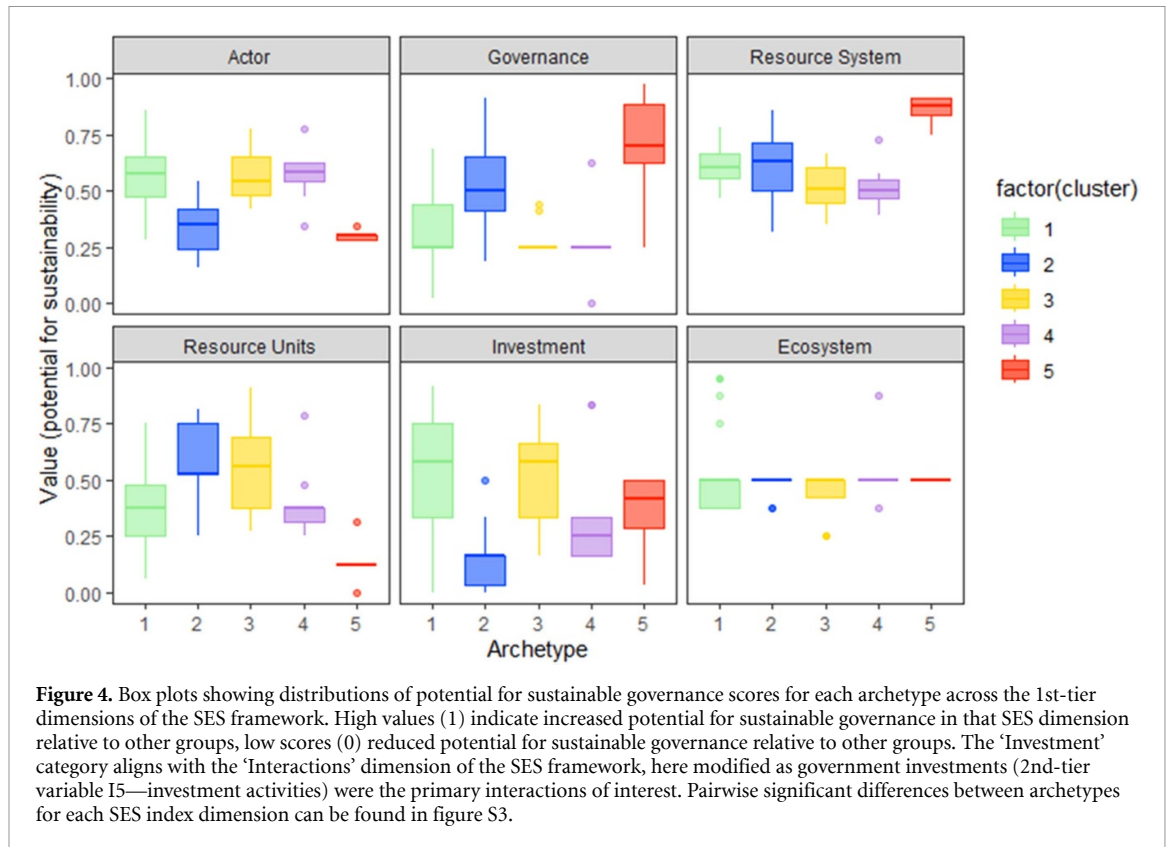 Actor Governance Resource System
factor(cluster)
1
2
3
4
5
Value (potential for sustainability)
1.00
0.75
0.50
0.25
0.00
Resource Units Investment Ecosystem
1.00
0.75
0.50
0.25
0.00
1 2 3 4 5 1 2 3 4 5 1 2 3 4 5
Archetype
Figure 4. Box plots showing distributions of potential for sustainable governance scores for each archetype across the 1st-tier
dimensions of the SES framework. High values (1) indicate increased potential for sustainable governance in that SES dimension
relative to other groups, low scores (0) reduced potential for sustainable governance relative to other groups. The ‘Investment’
category aligns with the ‘Interactions’ dimension of the SES framework, here modified as government investments (2nd-tier
variable I5—investment activities) were the primary interactions of interest. Pairwise significant differences between archetypes
for each SES index dimension can be found in figure S3.